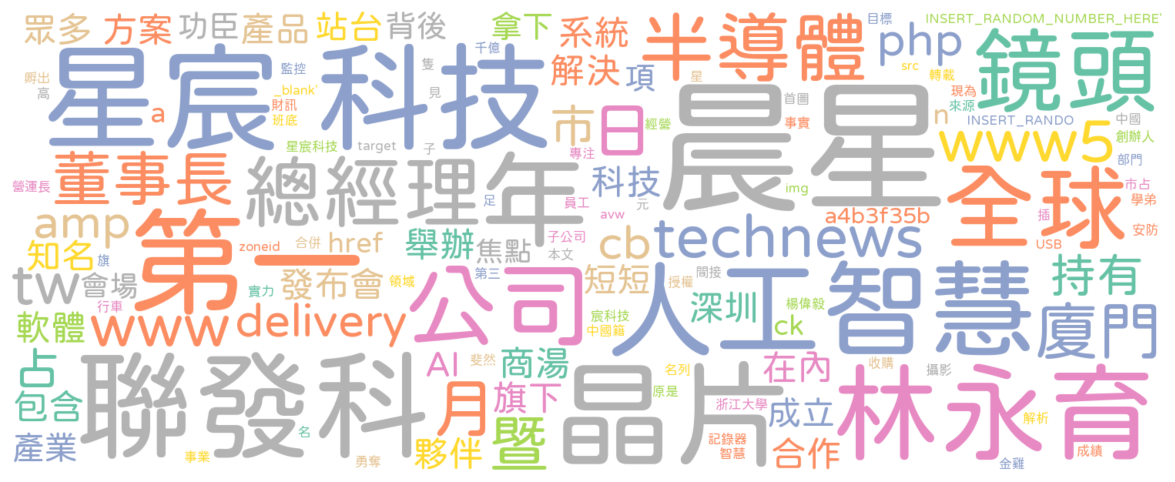 眾多 方案 功臣 產品 站台 背後 拿下 系統 半導體 目標 php INSERT_RANDOM_NUMBER_HERE'
嗣出 監控 千億 隻 解決 項 src 轉載 鏡頭
高 星宸科技 _blank' 見 星 首圖 現為 來源
a 財訊 班底 市 日 經營 晨星 事實 n INSERT_RANDO 中國 創辦人
星宸科技 target 子 專注 www5 部門
董事長 總經理 年 科技 img 全球 市占
營運長 足 員工 元 學弟
amp 第一 avw a4b3f35b 插
知名 旗 zoneid 合併 href 舉辦 焦點 子公司 cb technews USB 安防
tw 會場 實力 發布會 領域 本文 第三 公司 短短 授權 間接 人工智慧 持有
行車 深圳 楊偉毅
軟體 www delivery 宸科技 中國籍 ck 廈門
占 聯發科 AI 斐然 商湯 名列 在內 收購 攝影 林永育
包含 月 旗下 原是 晶片 浙江大學 成立
產業 名 暨 記錄器 解析
事業 勇奪 夥伴 智慧 合作 金雞 成績